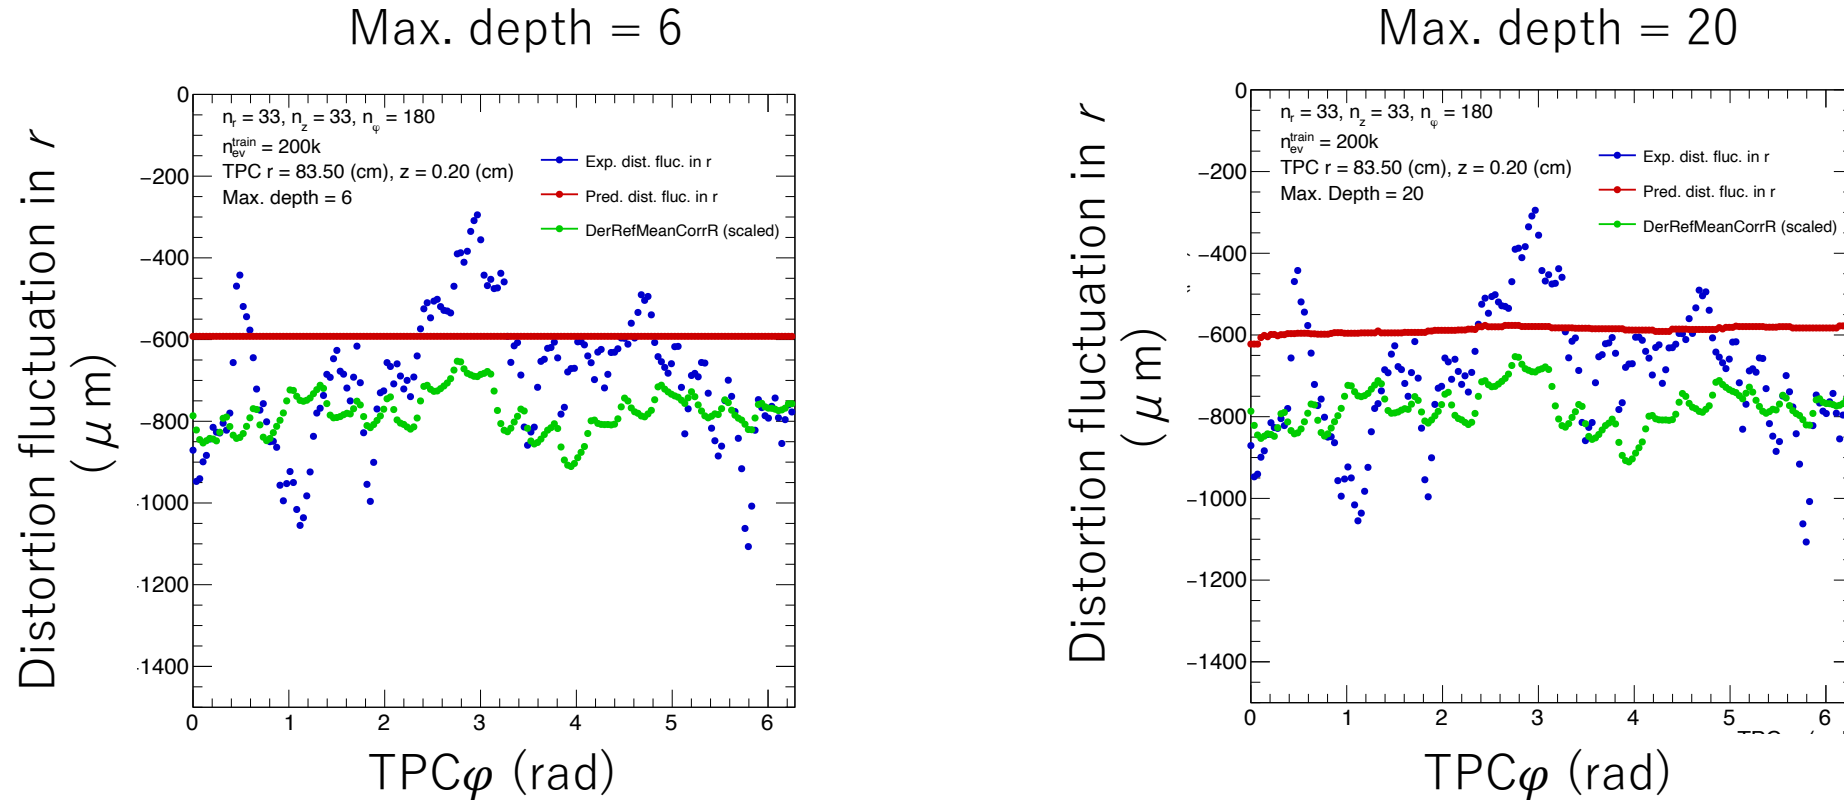 Max. depth = 6
Distortion fluctuation in r
(μm)
0
−200
−400
−600
−800
1000
1200
1400
n_r = 33, n_z = 33, n_φ = 180
n_ev^train = 200k
TPC r = 83.50 (cm), z = 0.20 (cm)
Max. depth = 6
Exp. dist. fluc. in r
Pred. dist. fluc. in r
DerRefMeanCorrR (scaled)
0 1 2 3 4 5 6
TPCφ (rad)
Max. depth = 20
Distortion fluctuation in r
(μm)
0
−200
−400
−600
−800
−1000
−1200
−1400
n_r = 33, n_z = 33, n_φ = 180
n_ev^train = 200k
TPC r = 83.50 (cm), z = 0.20 (cm)
Max. Depth = 20
Exp. dist. fluc. in r
Pred. dist. fluc. in r
DerRefMeanCorrR (scaled)
0 1 2 3 4 5 6
TPCφ (rad)